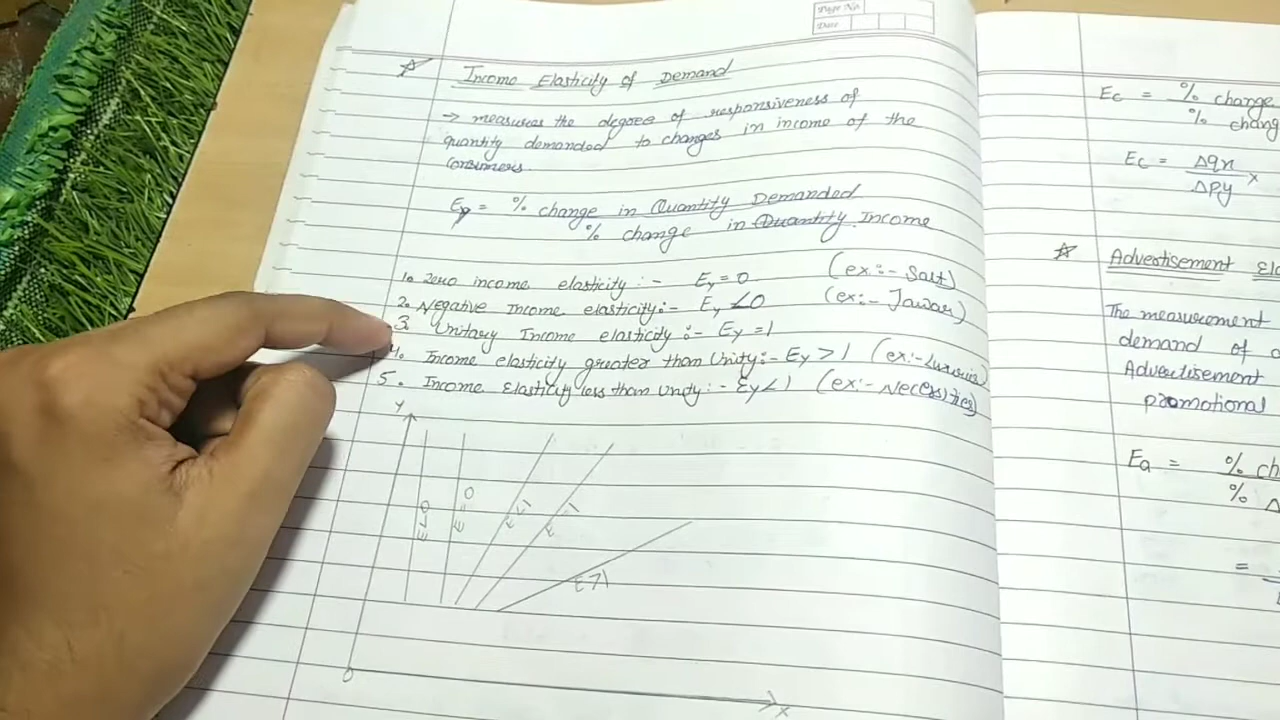 Page No.
Date
Income Elasticity of Demand
→ measures the degree of responsiveness of
quantity demanded to changes in income of the
consumers.
Ey = % change in Quantity Demanded
% change in Quantity Income
1. Zero income elasticity :- Ey = 0 (ex:- Salt)
2. Negative Income elasticity:- Ey < 0 (ex:- Jawar)
3. Unitary Income elasticity :- Ey = 1
4. Income elasticity greater than Unity:- Ey > 1 (ex:- Luxuries)
5. Income Elasticity less than Unity:- Ey < 1 (ex:- Necessities)
Y
E=0
E<1
E=1
E>1
0
X
Ec = % change
% chang
Ec = Δqx ×
ΔPy
Advertisement Ela
The measurement
demand of a
Advertisement
promotional
Ea = % ch
% Δ
=